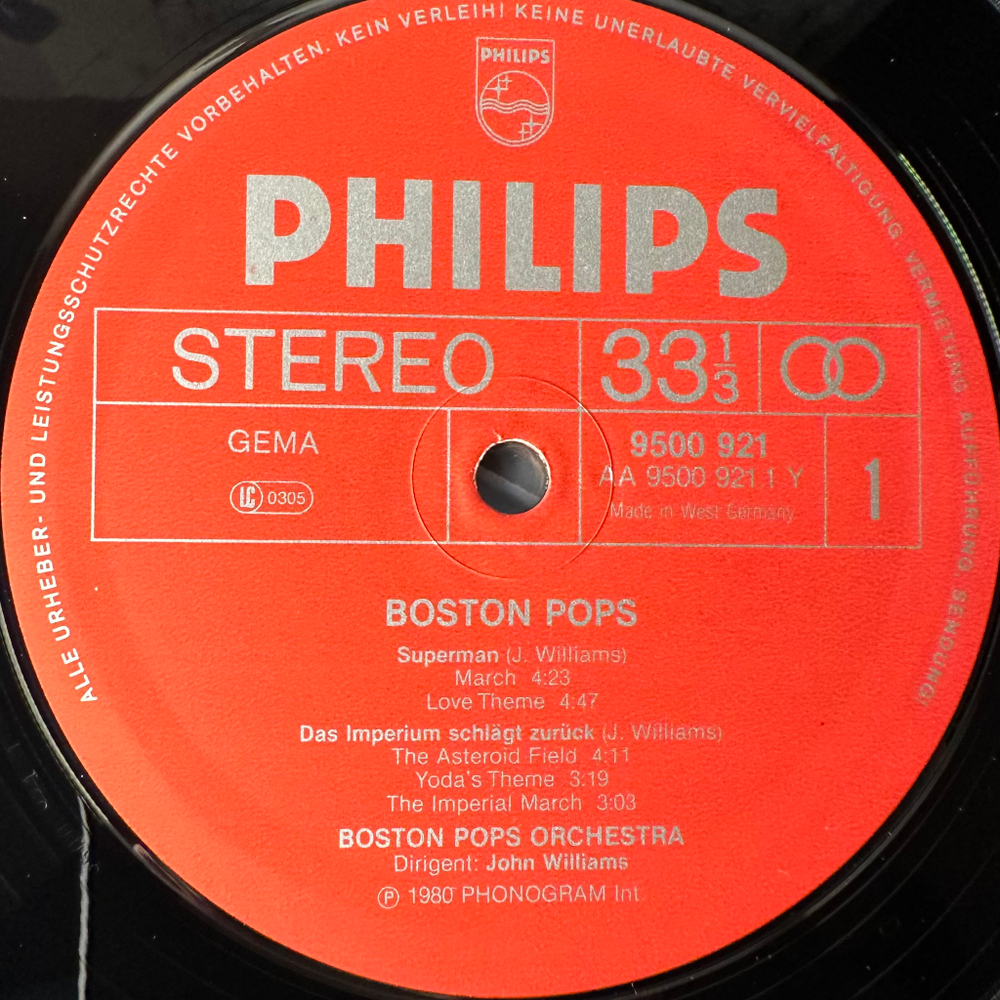 ALLE URHEBER- UND LEISTUNGSSCHUTZRECHTE VORBEHALTEN. KEIN VERLEIH! KEINE UNERLAUBTE VERVIELFÄLTIGUNG, VERMIETUNG, AUFFÜHRUNG, SENDUNG!
PHILIPS
PHILIPS
STEREO 33 1/3
GEMA
LC 0305
9500 921
AA 9500 921 1 Y
Made in West Germany
1
BOSTON POPS
Superman (J. Williams)
March 4:23
Love Theme 4:47
Das Imperium schlägt zurück (J. Williams)
The Asteroid Field 4:11
Yoda's Theme 3:19
The Imperial March 3:03
BOSTON POPS ORCHESTRA
Dirigent: John Williams
℗ 1980 PHONOGRAM Int.